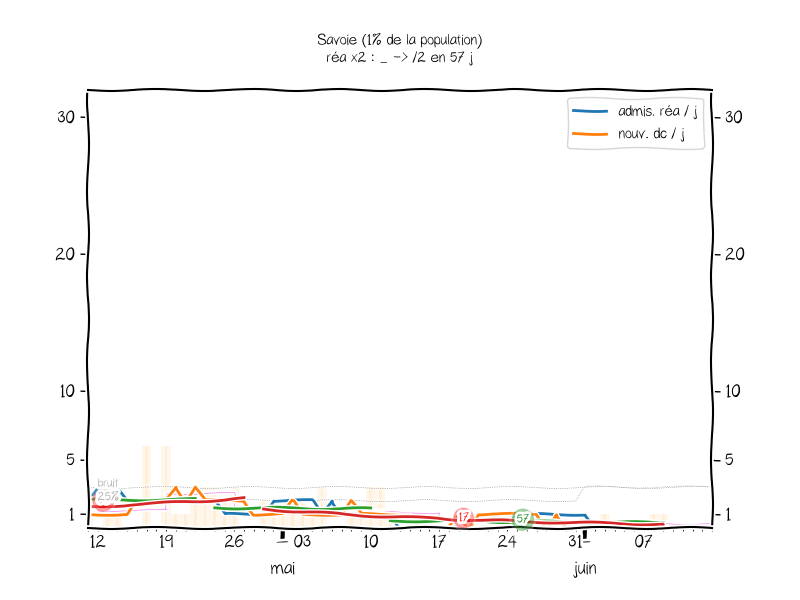 Savoie (1% de la population)
réa x2 : _ -> /2 en 57 j
admis. réa / j
nouv. dc / j
30
30
20
20
10
10
5
5
bruit
25%
17
57
1
1
12 19 26 03 10 17 24 31 07
mai juin